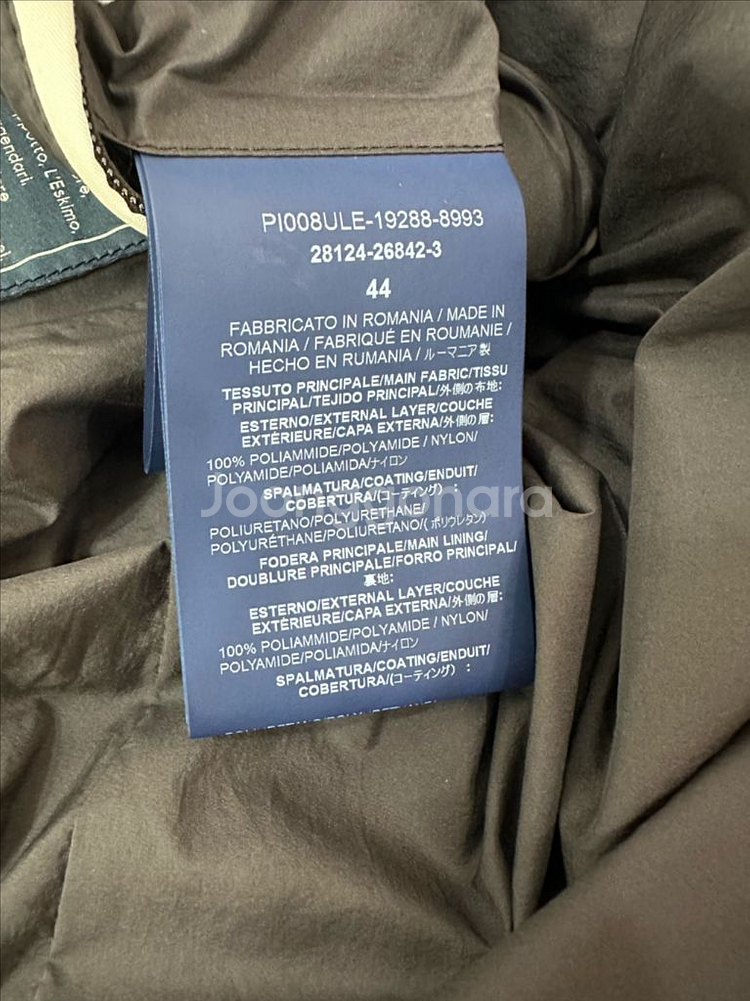 L'Eskimo,
gendari,
PI008ULE-19288-8993
28124-26842-3
44
FABBRICATO IN ROMANIA / MADE IN
ROMANIA / FABRIQUÉ EN ROUMANIE /
HECHO EN RUMANIA / ルーマニア製
TESSUTO PRINCIPALE/MAIN FABRIC/TISSU
PRINCIPAL/TEJIDO PRINCIPAL/外側の布地:
ESTERNO/EXTERNAL LAYER/COUCHE
EXTÉRIEURE/CAPA EXTERNA/外側の層:
100% POLIAMMIDE/POLYAMIDE / NYLON/
POLYAMIDE/POLIAMIDA/ナイロン
SPALMATURA/COATING/ENDUIT/
COBERTURA/(コーティング) :
Joonggonara
POLIURETANO/POLYURETHANE/
POLYURÉTHANE/POLIURETANO/( ポリウレタン)
FODERA PRINCIPALE/MAIN LINING/
DOUBLURE PRINCIPALE/FORRO PRINCIPAL/
裏地:
ESTERNO/EXTERNAL LAYER/COUCHE
EXTÉRIEURE/CAPA EXTERNA/外側の層:
100% POLIAMMIDE/POLYAMIDE / NYLON/
POLYAMIDE/POLIAMIDA/ナイロン
SPALMATURA/COATING/ENDUIT/
COBERTURA/(コーティング) :